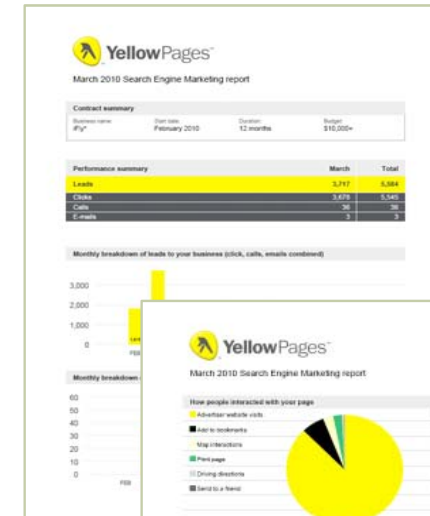 YellowPages™
March 2010 Search Engine Marketing report
Contract summary
Business name Start date Duration Budget
February 2010 12 months $10,000+
Performance summary March Total
Leads 3,717 5,584
Clicks 3,678 5,545
Calls 36 36
E-mails 3 3
Monthly breakdown of leads to your business (click, calls, emails combined)
3,000
2,000
1,000
0
FEB
Monthly breakdown
60
50
40
30
20
10
0
FEB
YellowPages™
March 2010 Search Engine Marketing report
How people interacted with your page
Advertiser website visits
Add to bookmarks
Map interactions
Print page
Driving directions
Send to a friend